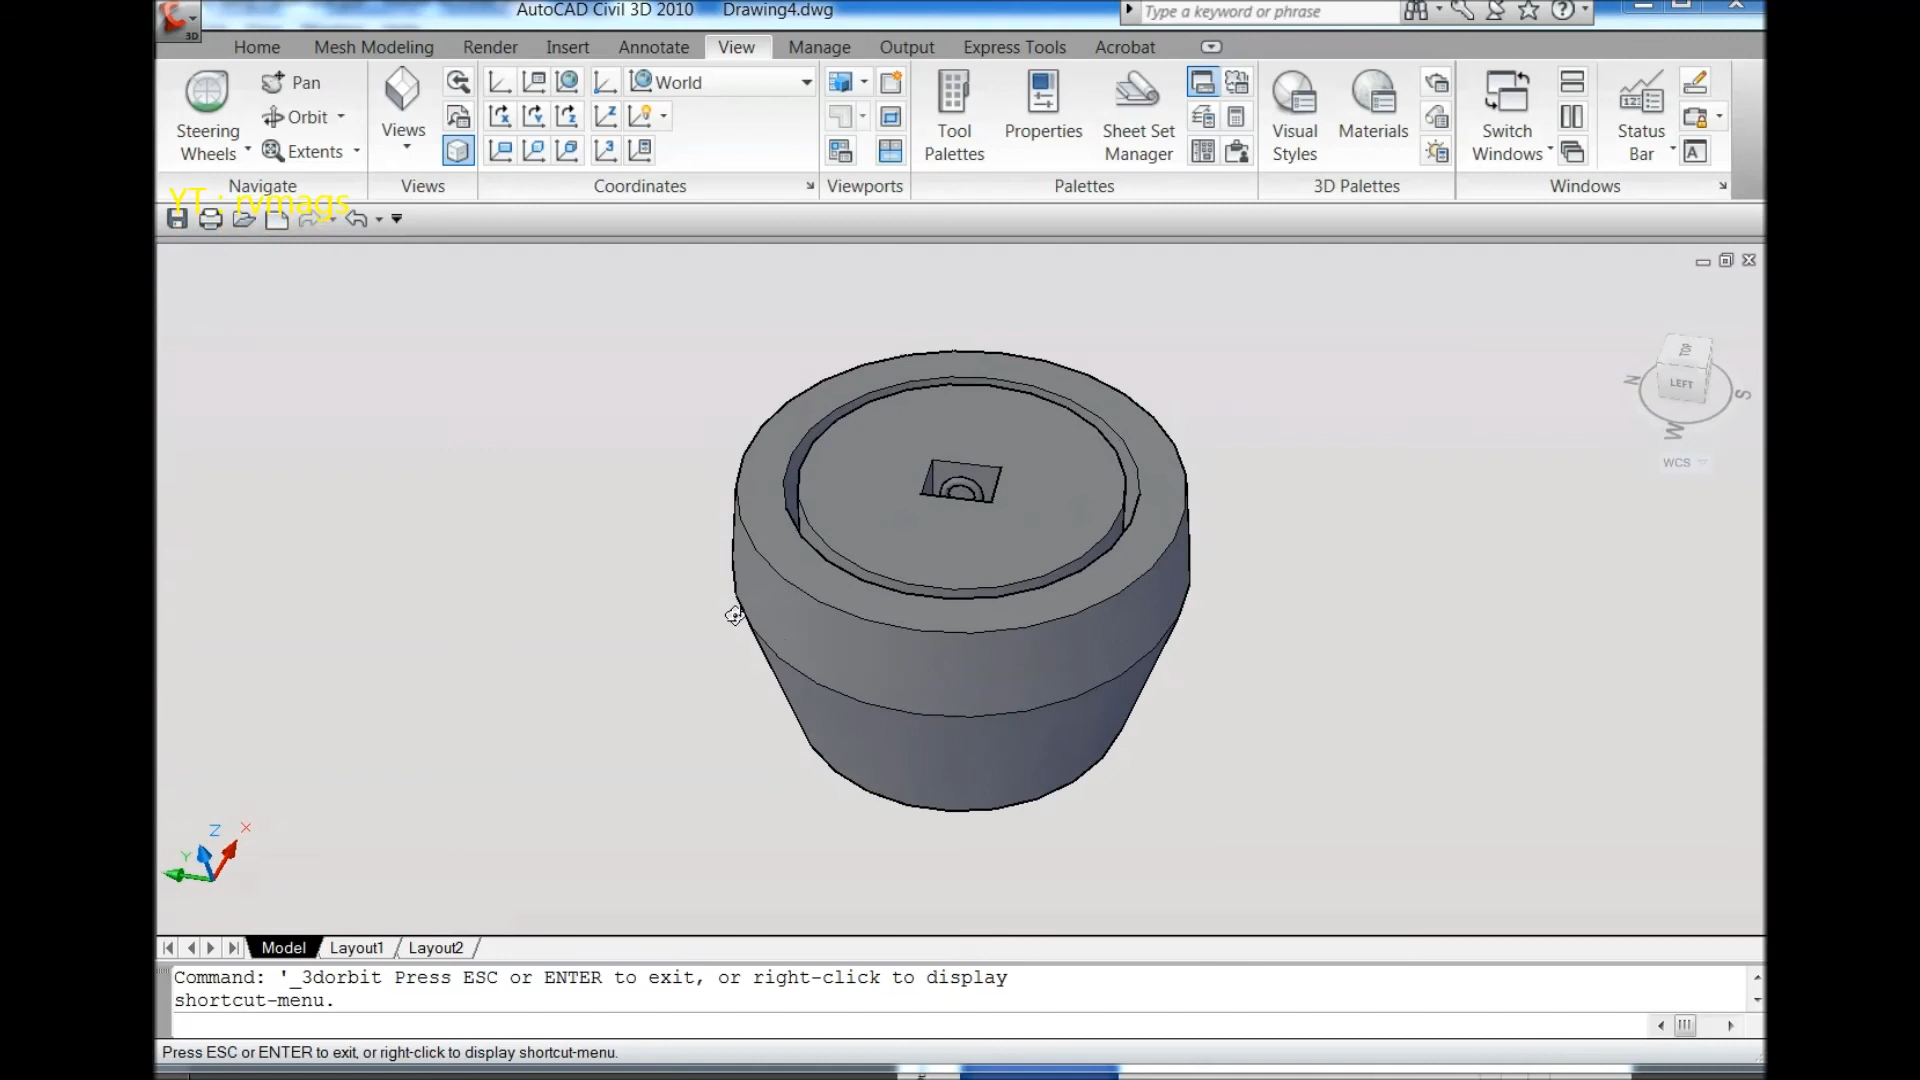 AutoCAD Civil 3D 2010 Drawing4.dwg
Type a keyword or phrase
3D
Home Mesh Modeling Render Insert Annotate View Manage Output Express Tools Acrobat
Steering Wheels
Pan
Orbit
Extents
Navigate
Views
Views
World
Coordinates
Viewports
Tool Palettes
Properties
Sheet Set Manager
Palettes
Visual Styles
Materials
3D Palettes
Switch Windows
Status Bar
Windows
YT : rvmags
TOP
LEFT
N
S
W
WCS
Z
X
Y
Model Layout1 Layout2
Command: '_3dorbit Press ESC or ENTER to exit, or right-click to display
shortcut-menu.
Press ESC or ENTER to exit, or right-click to display shortcut-menu.